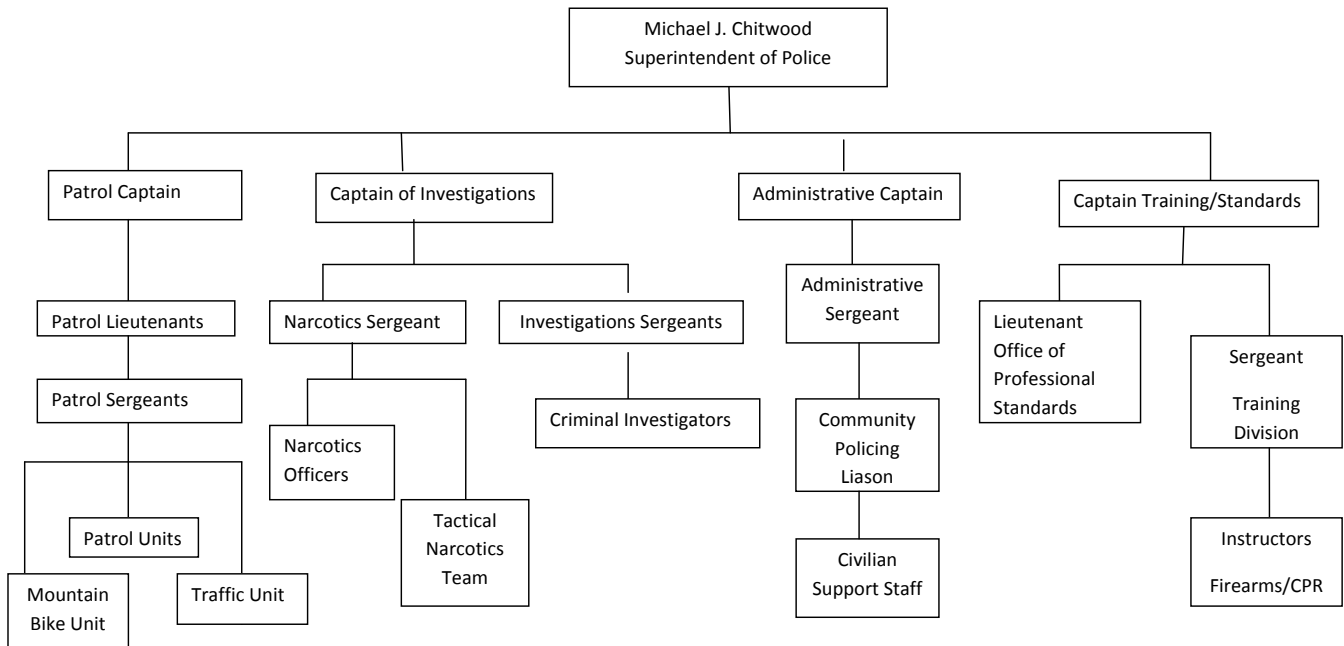 Michael J. Chitwood
Superintendent of Police
Patrol Captain
Captain of Investigations
Administrative Captain
Captain Training/Standards
Patrol Lieutenants
Narcotics Sergeant
Investigations Sergeants
Administrative
Sergeant
Lieutenant
Office of
Professional
Standards
Sergeant
Training
Division
Patrol Sergeants
Narcotics
Officers
Criminal Investigators
Community
Policing
Liason
Patrol Units
Tactical
Narcotics
Team
Civilian
Support Staff
Instructors
Firearms/CPR
Mountain
Bike Unit
Traffic Unit